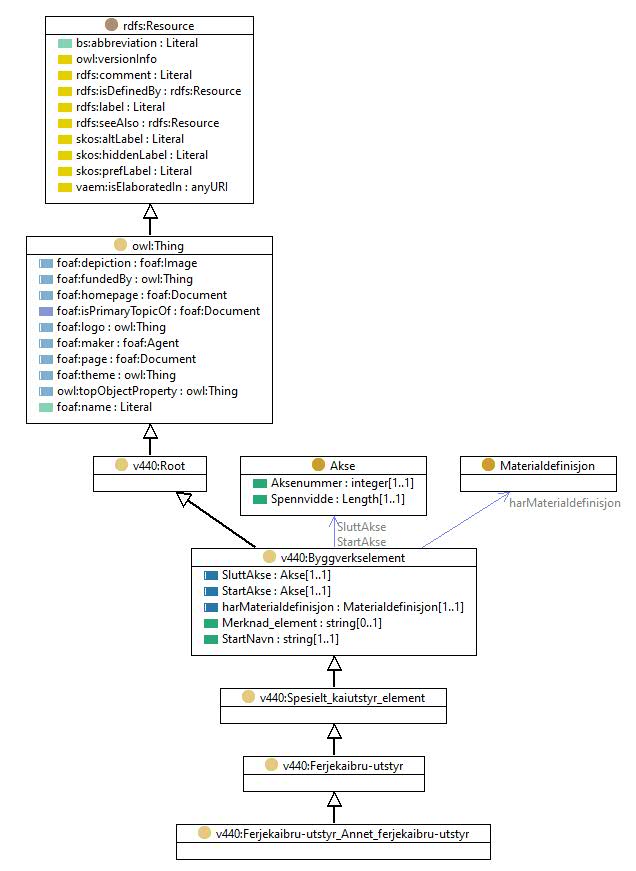 rdfs:Resource
bs:abbreviation : Literal
owl:versionInfo
rdfs:comment : Literal
rdfs:isDefinedBy : rdfs:Resource
rdfs:label : Literal
rdfs:seeAlso : rdfs:Resource
skos:altLabel : Literal
skos:hiddenLabel : Literal
skos:prefLabel : Literal
vaem:isElaboratedIn : anyURI
owl:Thing
foaf:depiction : foaf:Image
foaf:fundedBy : owl:Thing
foaf:homepage : foaf:Document
foaf:isPrimaryTopicOf : foaf:Document
foaf:logo : owl:Thing
foaf:maker : foaf:Agent
foaf:page : foaf:Document
foaf:theme : owl:Thing
owl:topObjectProperty : owl:Thing
foaf:name : Literal
v440:Root
Akse
Aksenummer : integer[1..1]
Spennvidde : Length[1..1]
Materialdefinisjon
harMaterialdefinisjon
SluttAkse
StartAkse
v440:Byggverkselement
SluttAkse : Akse[1..1]
StartAkse : Akse[1..1]
harMaterialdefinisjon : Materialdefinisjon[1..1]
Merknad_element : string[0..1]
StartNavn : string[1..1]
v440:Spesielt_kaiutstyr_element
v440:Ferjekaibru-utstyr
v440:Ferjekaibru-utstyr_Annet_ferjekaibru-utstyr